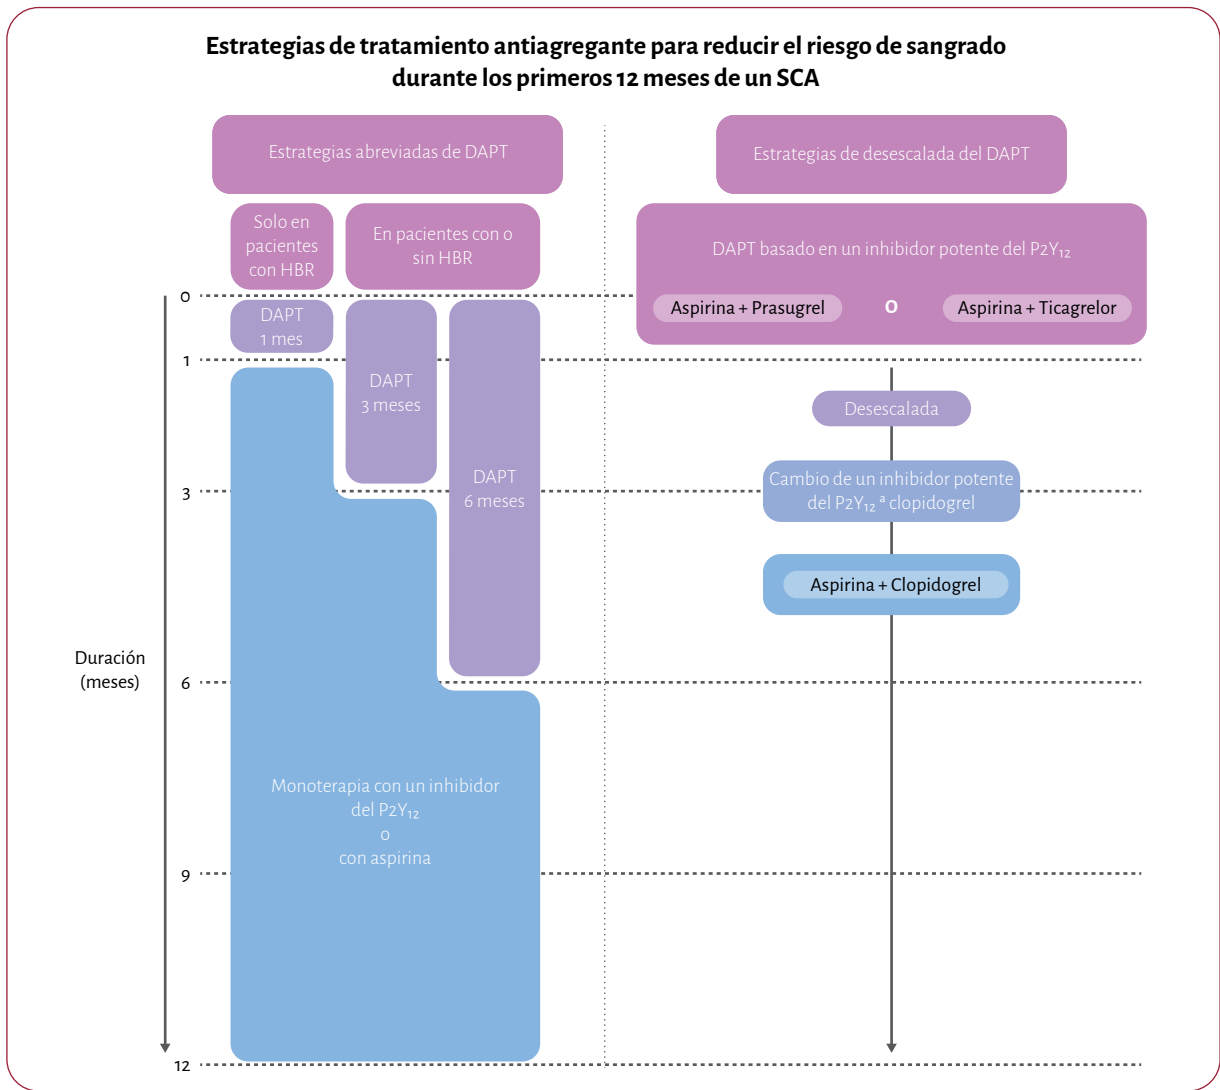 Estrategias de tratamiento antiagregante para reducir el riesgo de sangrado
durante los primeros 12 meses de un SCA
Estrategias abreviadas de DAPT
Solo en
pacientes
con HBR
En pacientes con o
sin HBR
Estrategias de desescalada del DAPT
DAPT basado en un inhibidor potente del P2Y₁₂
Aspirina + Prasugrel
O
Aspirina + Ticagrelor
0
DAPT
1 mes
1
DAPT
3 meses
Desescalada
DAPT
6 meses
3
Cambio de un inhibidor potente
del P2Y₁₂ ª clopidogrel
Aspirina + Clopidogrel
Duración
(meses)
6
Monoterapia con un inhibidor
del P2Y₁₂
o
con aspirina
9
12